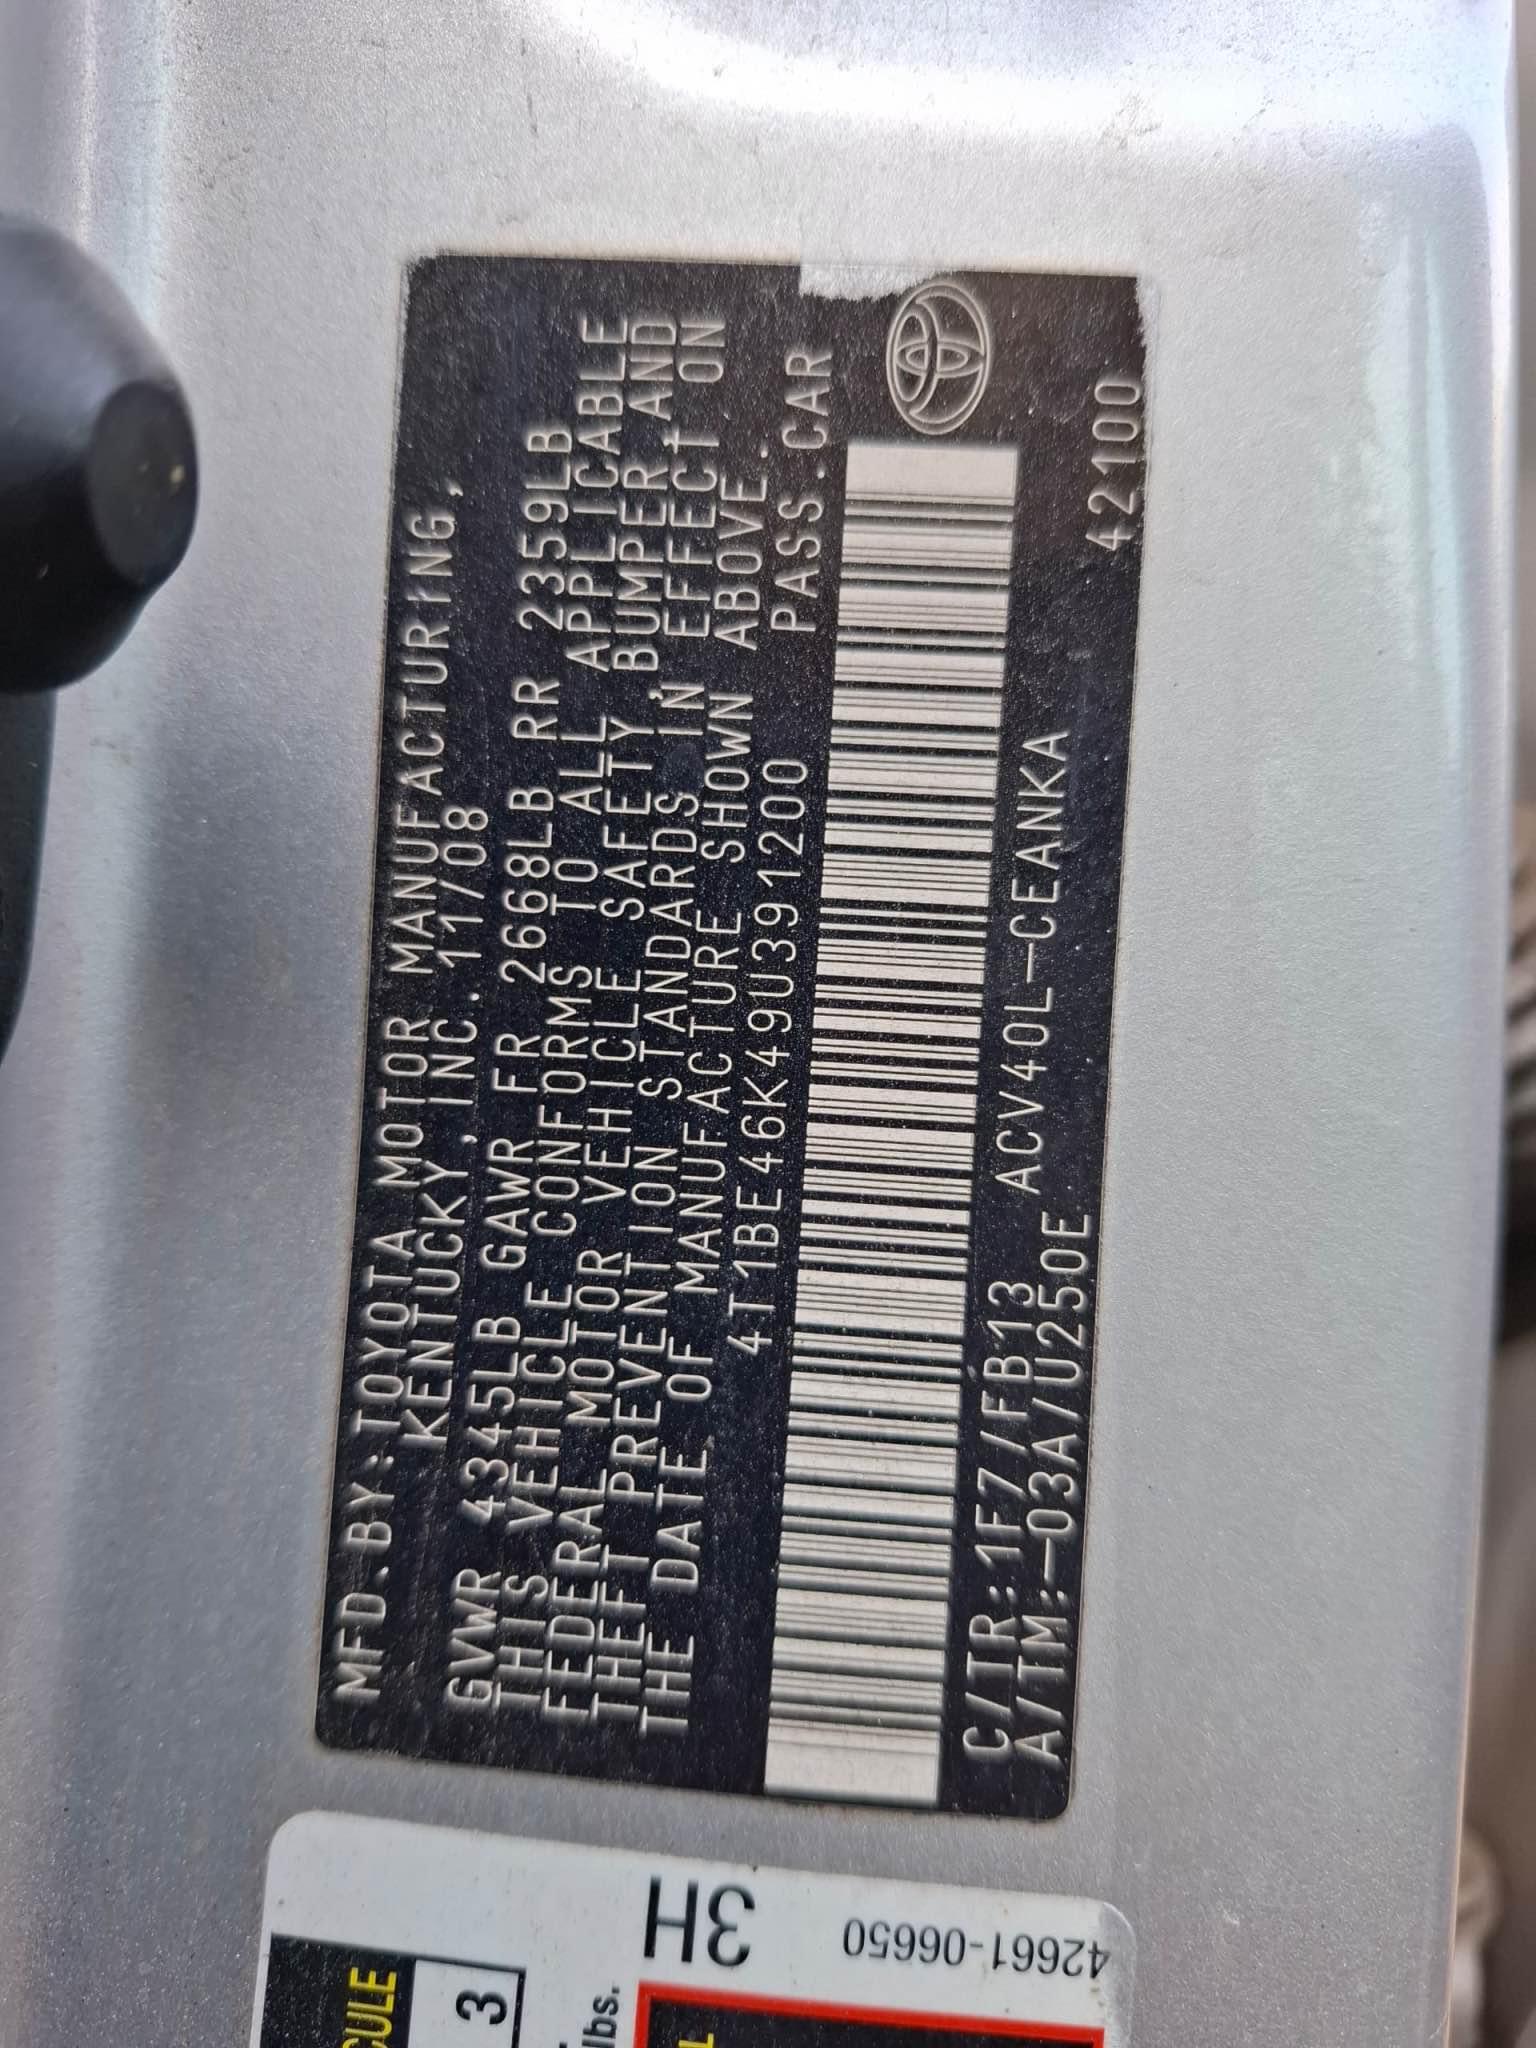 MFD.BY:TOYOTA MOTOR MANUFACTURING,
KENTUCKY,INC. 11/08
GVWR 4345LB GAWR FR 2668LB RR 2359LB
THIS VEHICLE CONFORMS TO ALL APPLICABLE
FEDERAL MOTOR VEHICLE SAFETY, BUMPER, AND
THEFT PREVENTION STANDARDS IN EFFECT ON
THE DATE OF MANUFACTURE SHOWN ABOVE.
4T1BE46K49U391200 PASS.CAR
C/TR:1F7/FB13 ACV40L-CEANKA
A/TM:-03A/U250E 42100
3H
42661-06650
3
lbs.